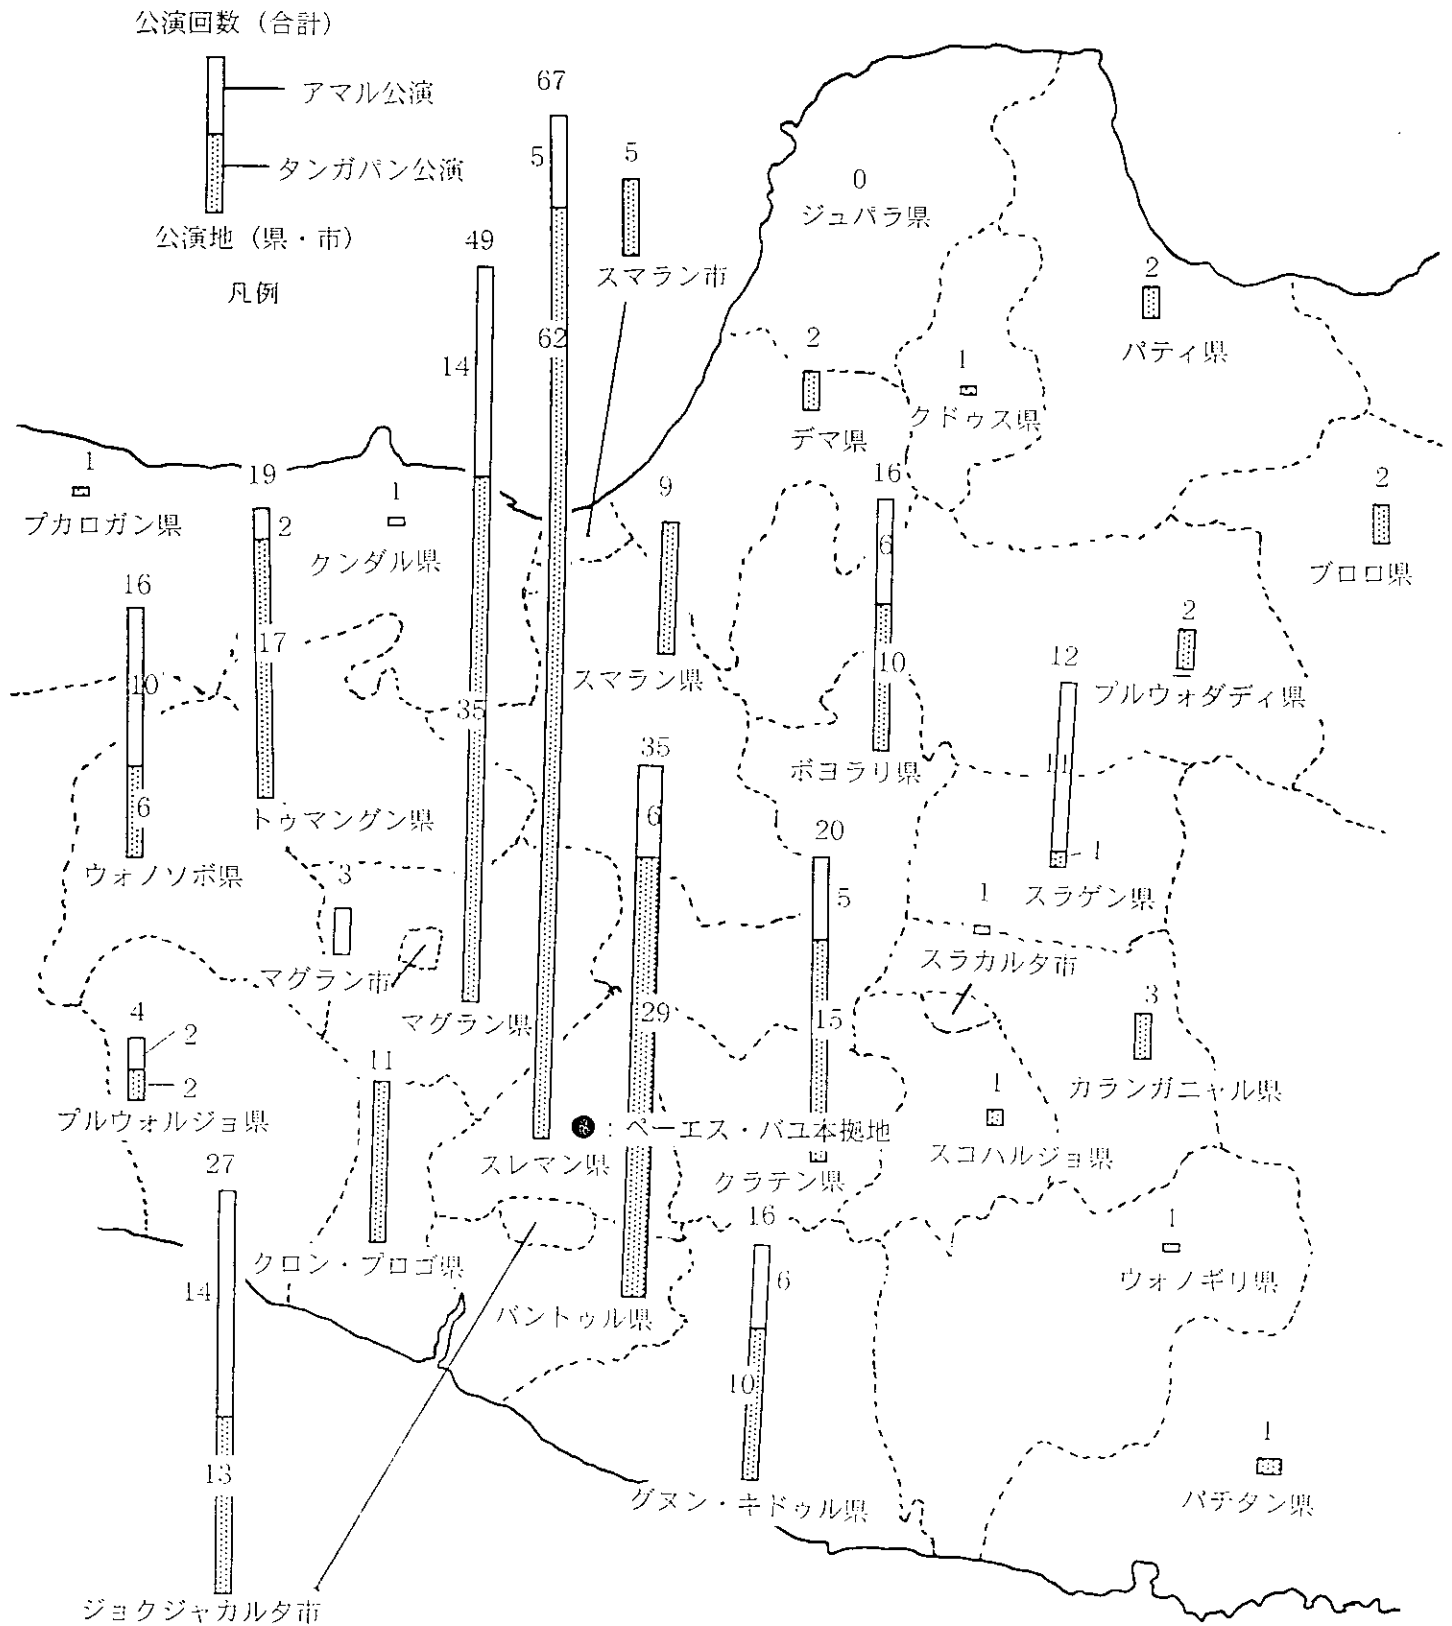 公演回数（合計）
アマル公演
タンガパン公演
公演地（県・市）
凡例
67
5
62
スレマン県
5
スマラン市
49
14
35
マグラン県
0
ジュパラ県
2
パティ県
2
デマ県
1
クドゥス県
1
プカロガン県
19
2
17
トゥマングン県
1
クンダル県
9
スマラン県
16
6
10
ボヨラリ県
2
ブロロ県
16
10
6
ウォノソボ県
2
プルウォダディ県
12
11
1
スラゲン県
35
6
29
バントゥル県
20
5
15
クラテン県
3
マグラン市
1
スラカルタ市
4
2
2
プルウォルジョ県
11
クロン・プロゴ県
3
カランガニャル県
1
スコハルジョ県
：ペーエス・バユ本拠地
27
14
13
ジョクジャカルタ市
16
6
10
グヌン・キドゥル県
1
ウォノギリ県
1
パチタン県